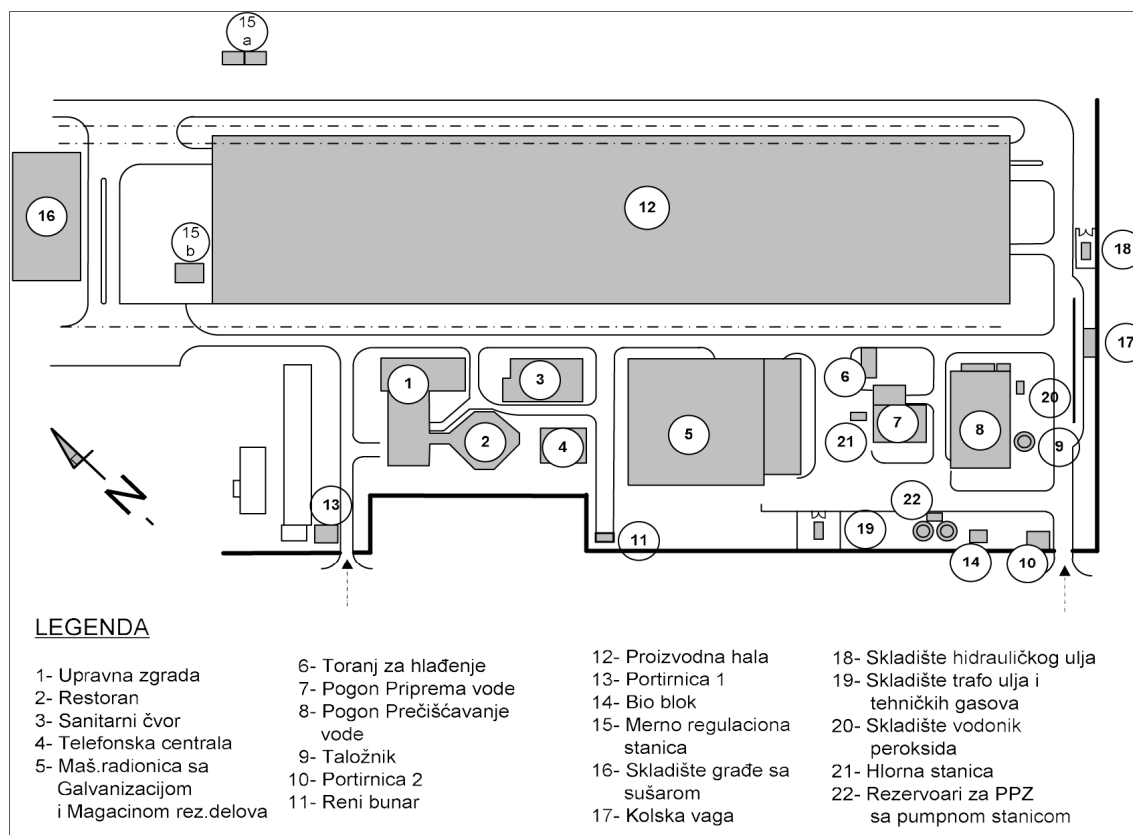 15
a
16
12
15
b
18
17
1
3
6
20
2
4
5
21
7
8
9
13
22
11
19
14
10
N
LEGENDA
1- Upravna zgrada
2- Restoran
3- Sanitarni čvor
4- Telefonska centrala
5- Maš.radionica sa
Galvanizacijom
i Magacinom rez.delova
6- Toranj za hlađenje
7- Pogon Priprema vode
8- Pogon Prečišćavanje
vode
9- Taložnik
10- Portirnica 2
11- Reni bunar
12- Proizvodna hala
13- Portirnica 1
14- Bio blok
15- Merno regulaciona
stanica
16- Skladište građe sa
sušarom
17- Kolska vaga
18- Skladište hidrauličkog ulja
19- Skladište trafo ulja i
tehničkih gasova
20- Skladište vodonik
peroksida
21- Hlorna stanica
22- Rezervoari za PPZ
sa pumpnom stanicom